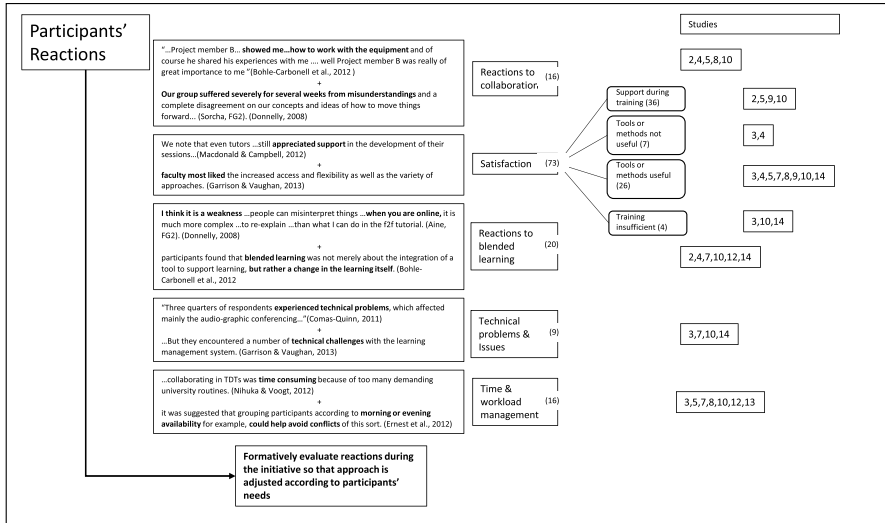 Participants'
Reactions
Studies
"…Project member B… showed me…how to work with the equipment and of
course he shared his experiences with me …. well Project member B was really of
great importance to me "(Bohle-Carbonell et al., 2012 )
+
Our group suffered severely for several weeks from misunderstandings and a
complete disagreement on our concepts and ideas of how to move things
forward... (Sorcha, FG2). (Donnelly, 2008)
Reactions to
collaboration
(16)
2,4,5,8,10
We note that even tutors …still appreciated support in the development of their
sessions…(Macdonald & Campbell, 2012)
+
faculty most liked the increased access and flexibility as well as the variety of
approaches. (Garrison & Vaughan, 2013)
Satisfaction
(73)
Support during
training (36)
2,5,9,10
Tools or
methods not
useful (7)
3,4
Tools or
methods useful
(26)
3,4,5,7,8,9,10,14
Training
insufficient (4)
3,10,14
I think it is a weakness …people can misinterpret things …when you are online, it is
much more complex …to re-explain …than what I can do in the f2f tutorial. (Aine,
FG2). (Donnelly, 2008)
+
participants found that blended learning was not merely about the integration of a
tool to support learning, but rather a change in the learning itself. (Bohle-
Carbonell et al., 2012
Reactions to
blended
learning
(20)
2,4,7,10,12,14
"Three quarters of respondents experienced technical problems, which affected
mainly the audio-graphic conferencing…"(Comas-Quinn, 2011)
+
…But they encountered a number of technical challenges with the learning
management system. (Garrison & Vaughan, 2013)
Technical
problems &
Issues
(9)
3,7,10,14
…collaborating in TDTs was time consuming because of too many demanding
university routines. (Nihuka & Voogt, 2012)
+
it was suggested that grouping participants according to morning or evening
availability for example, could help avoid conflicts of this sort. (Ernest et al., 2012)
Time &
workload
management
(16)
3,5,7,8,10,12,13
Formatively evaluate reactions during
the initiative so that approach is
adjusted according to participants'
needs